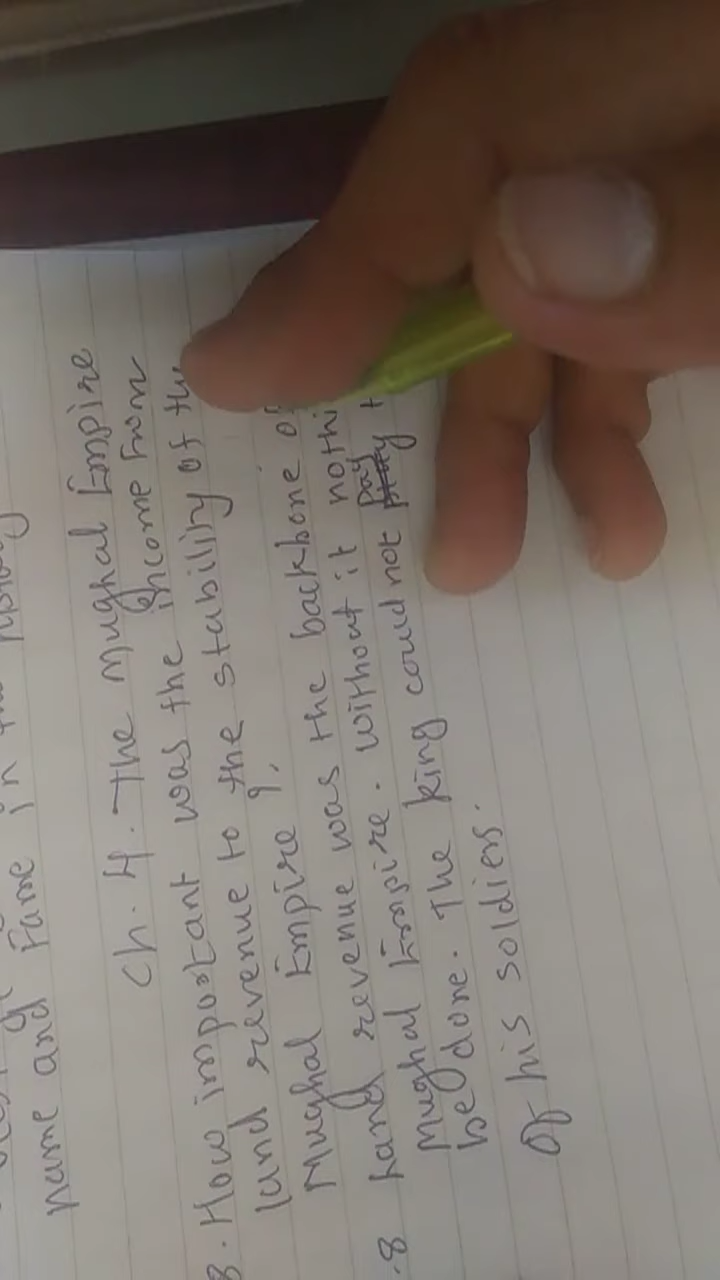 name and Fame in the
Ch. 4. The Mughal Empire
8. How important was the income From
land revenue to the stability of the
Mughal Empire ?
.8 Land revenue was the backbone of
Mughal Empire. without it
be done. The king could not pay
Of his soldiers.